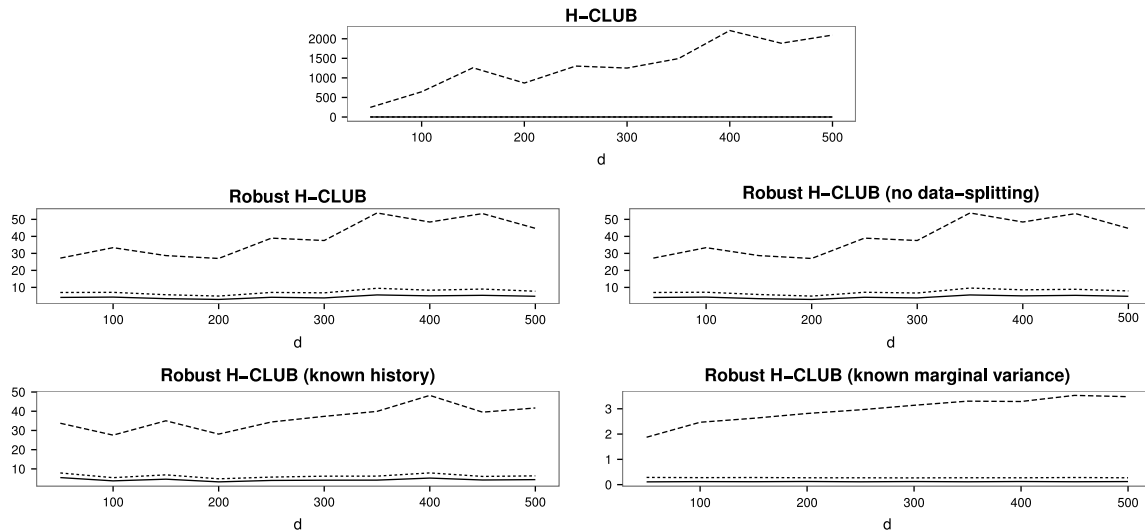 H−CLUB
2000
1500
1000
500
0
100 200 300 400 500
d
Robust H−CLUB
50
40
30
20
10
100 200 300 400 500
d
Robust H−CLUB (no data−splitting)
50
40
30
20
10
100 200 300 400 500
d
Robust H−CLUB (known history)
50
40
30
20
10
100 200 300 400 500
d
Robust H−CLUB (known marginal variance)
3
2
1
0
100 200 300 400 500
d